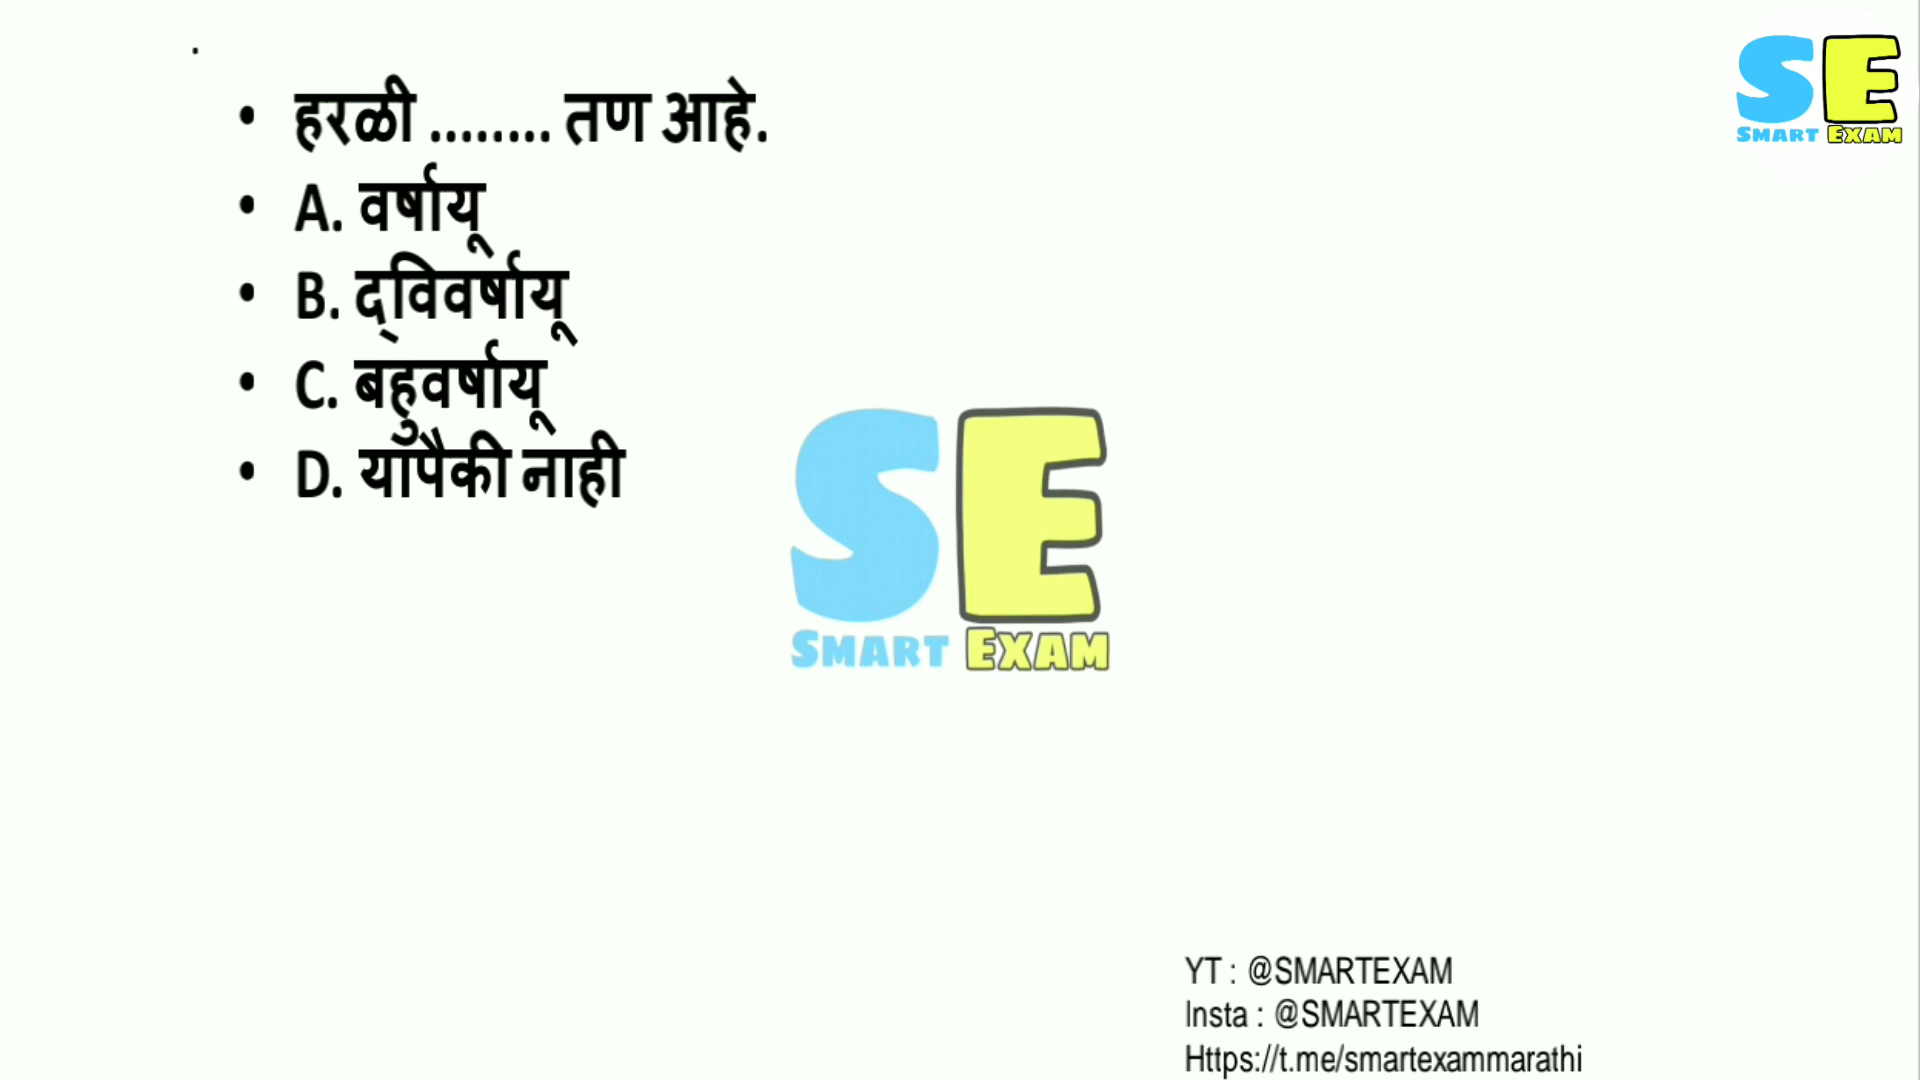 SE
SMART EXAM
• हरळी ........ तण आहे.
• A. वर्षायू
• B. द्विवर्षायू
• C. बहुवर्षायू
• D. यापैकी नाही
SE
SMART EXAM
YT : @SMARTEXAM
Insta : @SMARTEXAM
Https://t.me/smartexammarathi